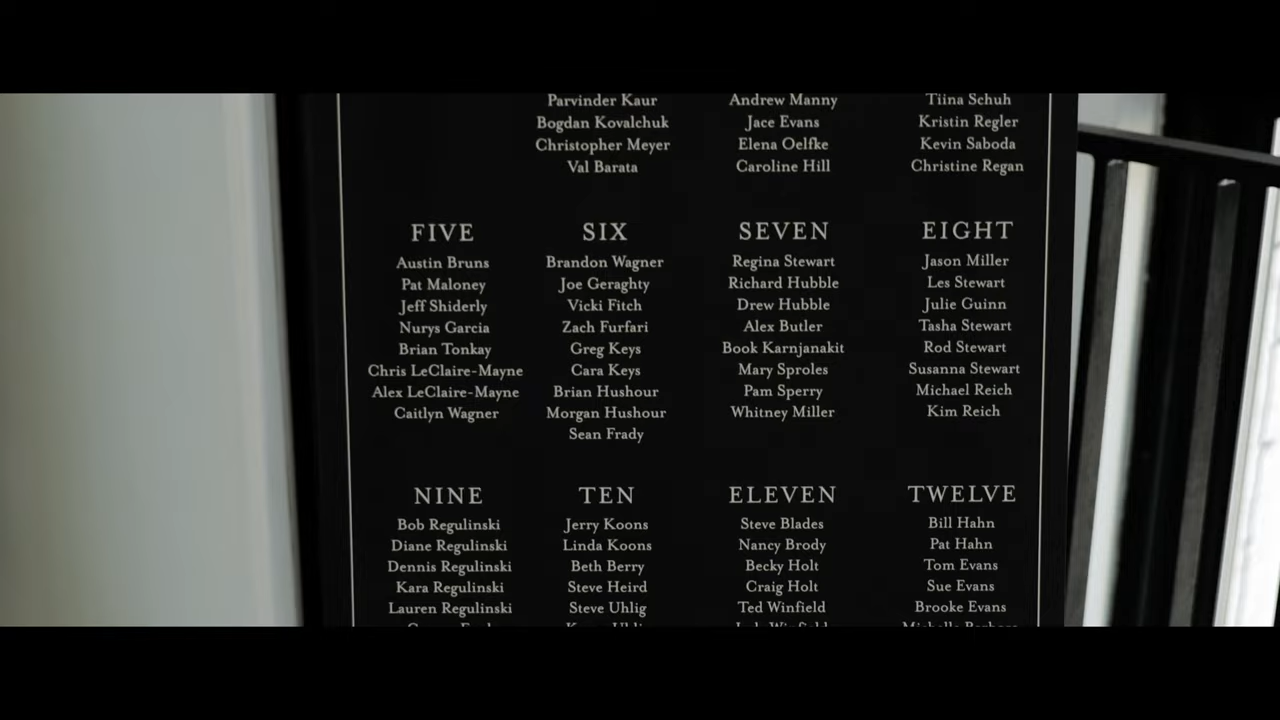 Parvinder Kaur
Bogdan Kovalchuk
Christopher Meyer
Val Barata
Andrew Manny
Jace Evans
Elena Oelfke
Caroline Hill
Tiina Schuh
Kristin Regler
Kevin Saboda
Christine Regan
FIVE
Austin Bruns
Pat Maloney
Jeff Shiderly
Nurys Garcia
Brian Tonkay
Chris LeClaire-Mayne
Alex LeClaire-Mayne
Caitlyn Wagner
SIX
Brandon Wagner
Joe Geraghty
Vicki Fitch
Zach Furfari
Greg Keys
Cara Keys
Brian Hushour
Morgan Hushour
Sean Frady
SEVEN
Regina Stewart
Richard Hubble
Drew Hubble
Alex Butler
Book Karnjanakit
Mary Sproles
Pam Sperry
Whitney Miller
EIGHT
Jason Miller
Les Stewart
Julie Guinn
Tasha Stewart
Rod Stewart
Susanna Stewart
Michael Reich
Kim Reich
NINE
Bob Regulinski
Diane Regulinski
Dennis Regulinski
Kara Regulinski
Lauren Regulinski
TEN
Jerry Koons
Linda Koons
Beth Berry
Steve Heird
Steve Uhlig
ELEVEN
Steve Blades
Nancy Brody
Becky Holt
Craig Holt
Ted Winfield
TWELVE
Bill Hahn
Pat Hahn
Tom Evans
Sue Evans
Brooke Evans